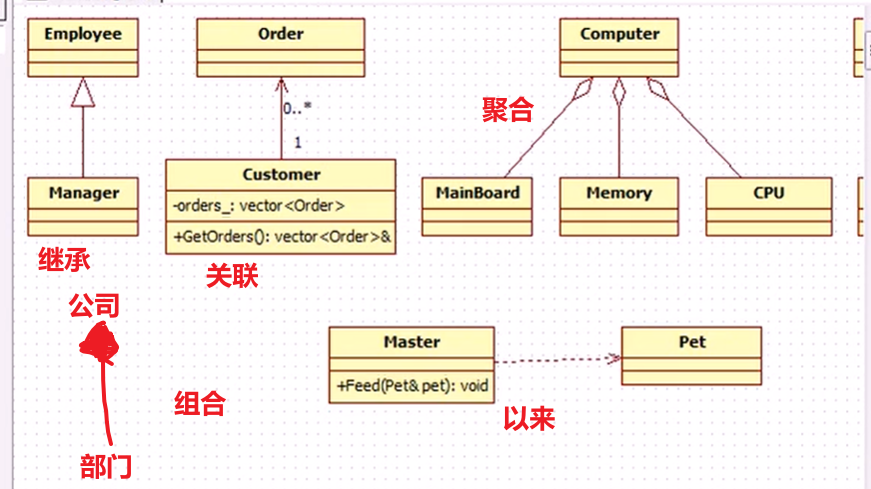 Employee
Order
Computer
0..*
聚合
1
Manager
Customer
-orders_: vector<Order>
+GetOrders(): vector<Order>&
MainBoard
Memory
CPU
继承
关联
公司
组合
部门
Master
+Feed(Pet& pet): void
Pet
以来